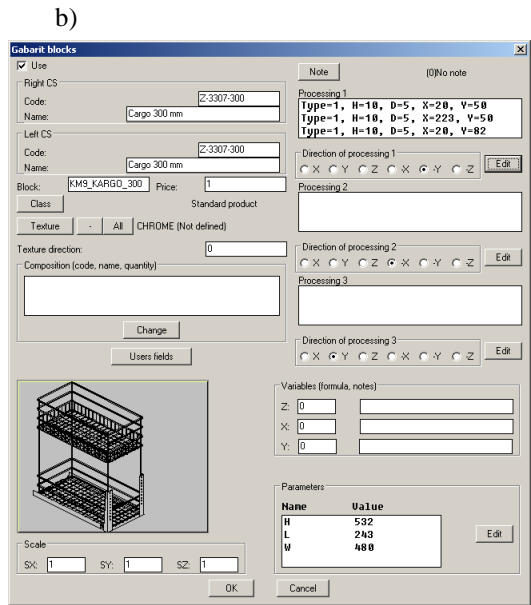 b)
Gabarit blocks
Use
Right CS
Code: Z-3307-300
Name: Cargo 300 mm
Left CS
Code: Z-3307-300
Name: Cargo 300 mm
Block: KM9_KARGO_300 Price: 1
Class Standard product
Texture - All CHROME (Not defined)
Texture direction: 0
Composition (code, name, quantity)
Change
Users fields
Scale
SX: 1 SY: 1 SZ: 1
Note (0)No note
Processing 1
Type=1, H=10, D=5, X=20, Y=50
Type=1, H=10, D=5, X=223, Y=50
Type=1, H=10, D=5, X=20, Y=82
Direction of processing 1
X Y Z -X -Y -Z Edit
Processing 2
Direction of processing 2
X Y Z -X -Y -Z Edit
Processing 3
Direction of processing 3
X Y Z -X -Y -Z Edit
Variables (formula, notes)
Z: 0
X: 0
Y: 0
Parameters
Name Value
H 532
L 243
W 480
Edit
OK Cancel